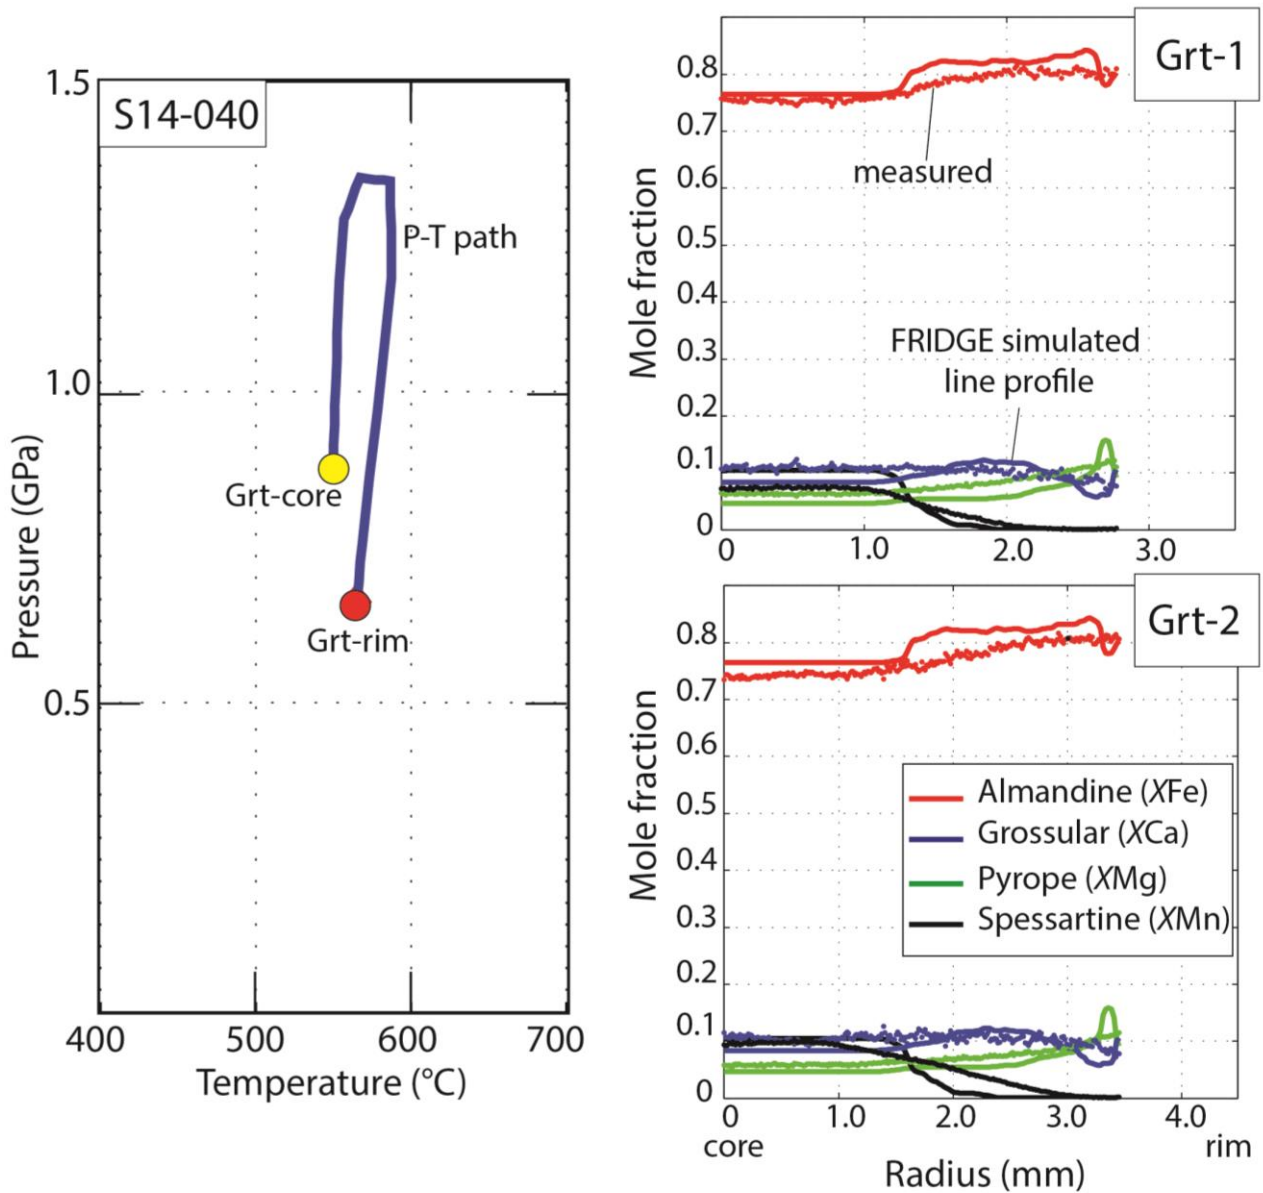 S14-040
1.5
1.0
0.5
Pressure (GPa)
P-T path
Grt-core
Grt-rim
400
500
600
700
Temperature (°C)
Grt-1
0.8
0.7
0.6
0.5
0.4
0.3
0.2
0.1
0
Mole fraction
measured
FRIDGE simulated
line profile
0
1.0
2.0
3.0
Grt-2
0.8
0.7
0.6
0.5
0.4
0.3
0.2
0.1
0
Mole fraction
Almandine (XFe)
Grossular (XCa)
Pyrope (XMg)
Spessartine (XMn)
0
1.0
2.0
3.0
4.0
core
rim
Radius (mm)